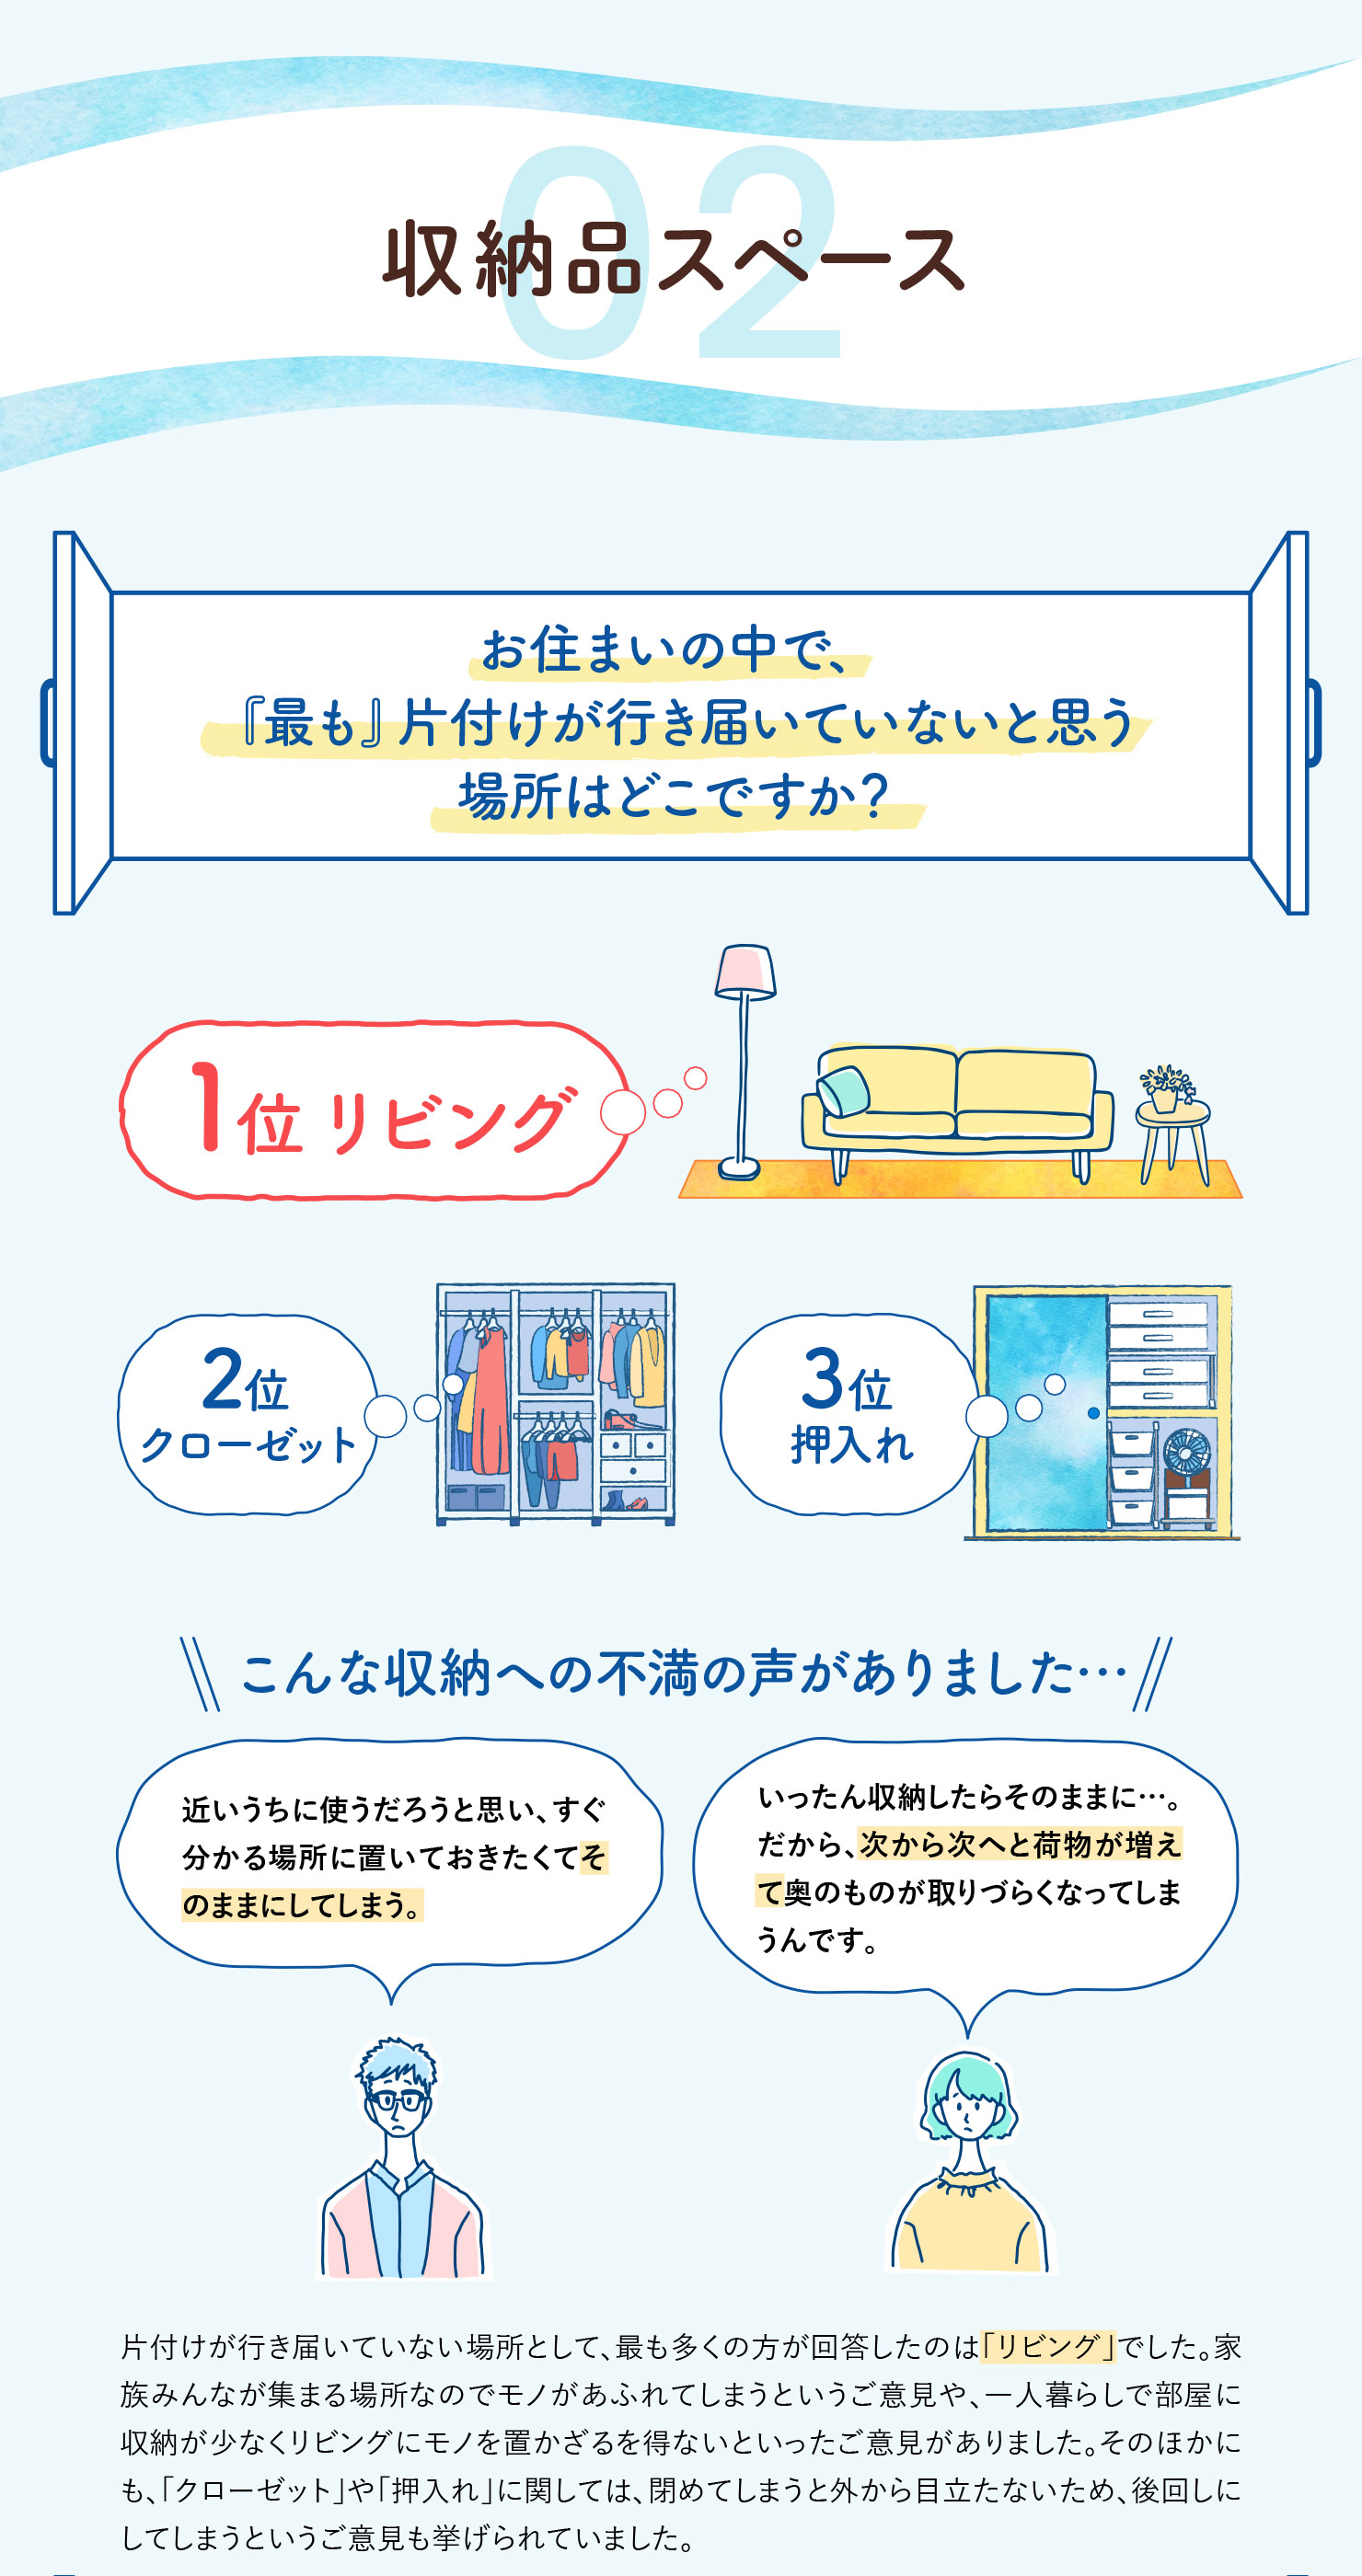 02
収納品スペース
お住まいの中で、
『最も』片付けが行き届いていないと思う
場所はどこですか？
1位 リビング
2位
クローゼット
3位
押入れ
こんな収納への不満の声がありました…
近いうちに使うだろうと思い、すぐ
分かる場所に置いておきたくてそ
のままにしてしまう。
いったん収納したらそのままに…。
だから、次から次へと荷物が増え
て奥のものが取りづらくなってしま
うんです。
片付けが行き届いていない場所として、最も多くの方が回答したのは「リビング」でした。家
族みんなが集まる場所なのでモノがあふれてしまうというご意見や、一人暮らしで部屋に
収納が少なくリビングにモノを置かざるを得ないといったご意見がありました。そのほかに
も、「クローゼット」や「押入れ」に関しては、閉めてしまうと外から目立たないため、後回しに
してしまうというご意見も挙げられていました。